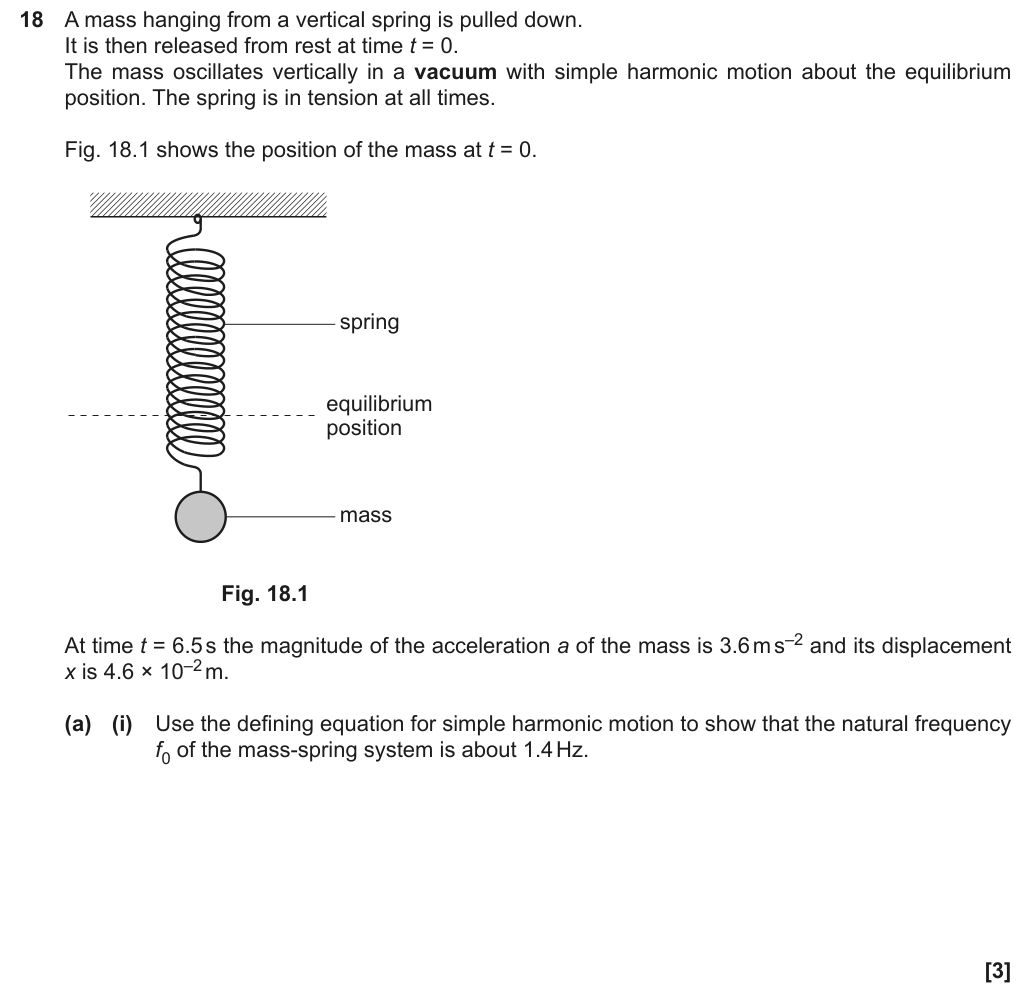 18 A mass hanging from a vertical spring is pulled down.
It is then released from rest at time t = 0.
The mass oscillates vertically in a vacuum with simple harmonic motion about the equilibrium
position. The spring is in tension at all times.
Fig. 18.1 shows the position of the mass at t = 0.
spring
equilibrium
position
mass
Fig. 18.1
At time t = 6.5 s the magnitude of the acceleration a of the mass is 3.6 m s⁻² and its displacement
x is 4.6 × 10⁻² m.
(a) (i) Use the defining equation for simple harmonic motion to show that the natural frequency
f₀ of the mass-spring system is about 1.4 Hz.
[3]